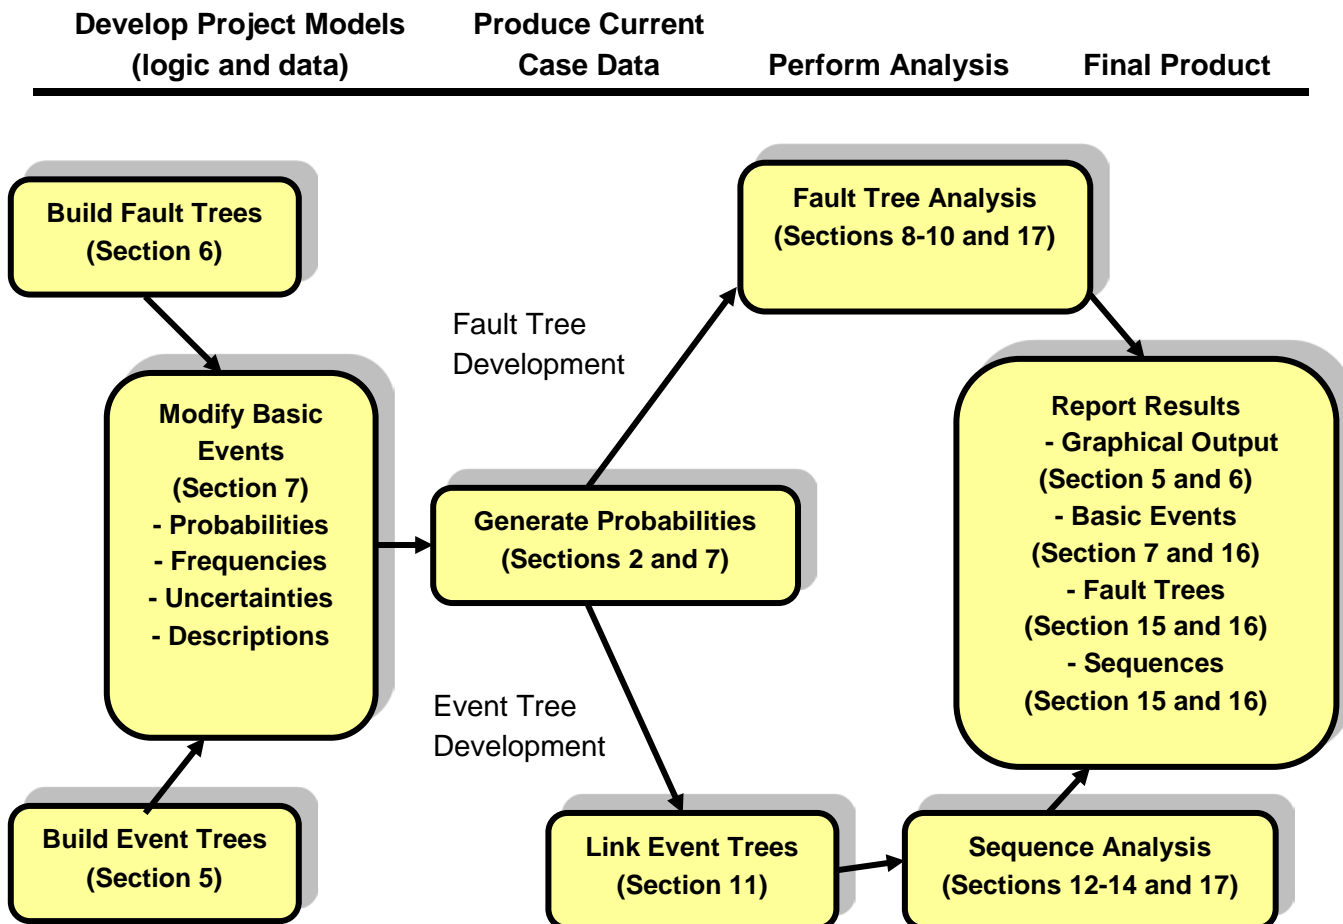 Develop Project Models
(logic and data)
Produce Current
Case Data
Perform Analysis
Final Product
Build Fault Trees
(Section 6)
Modify Basic
Events
(Section 7)
- Probabilities
- Frequencies
- Uncertainties
- Descriptions
Build Event Trees
(Section 5)
Fault Tree
Development
Generate Probabilities
(Sections 2 and 7)
Event Tree
Development
Link Event Trees
(Section 11)
Fault Tree Analysis
(Sections 8-10 and 17)
Sequence Analysis
(Sections 12-14 and 17)
Report Results
- Graphical Output
(Section 5 and 6)
- Basic Events
(Section 7 and 16)
- Fault Trees
(Section 15 and 16)
- Sequences
(Section 15 and 16)